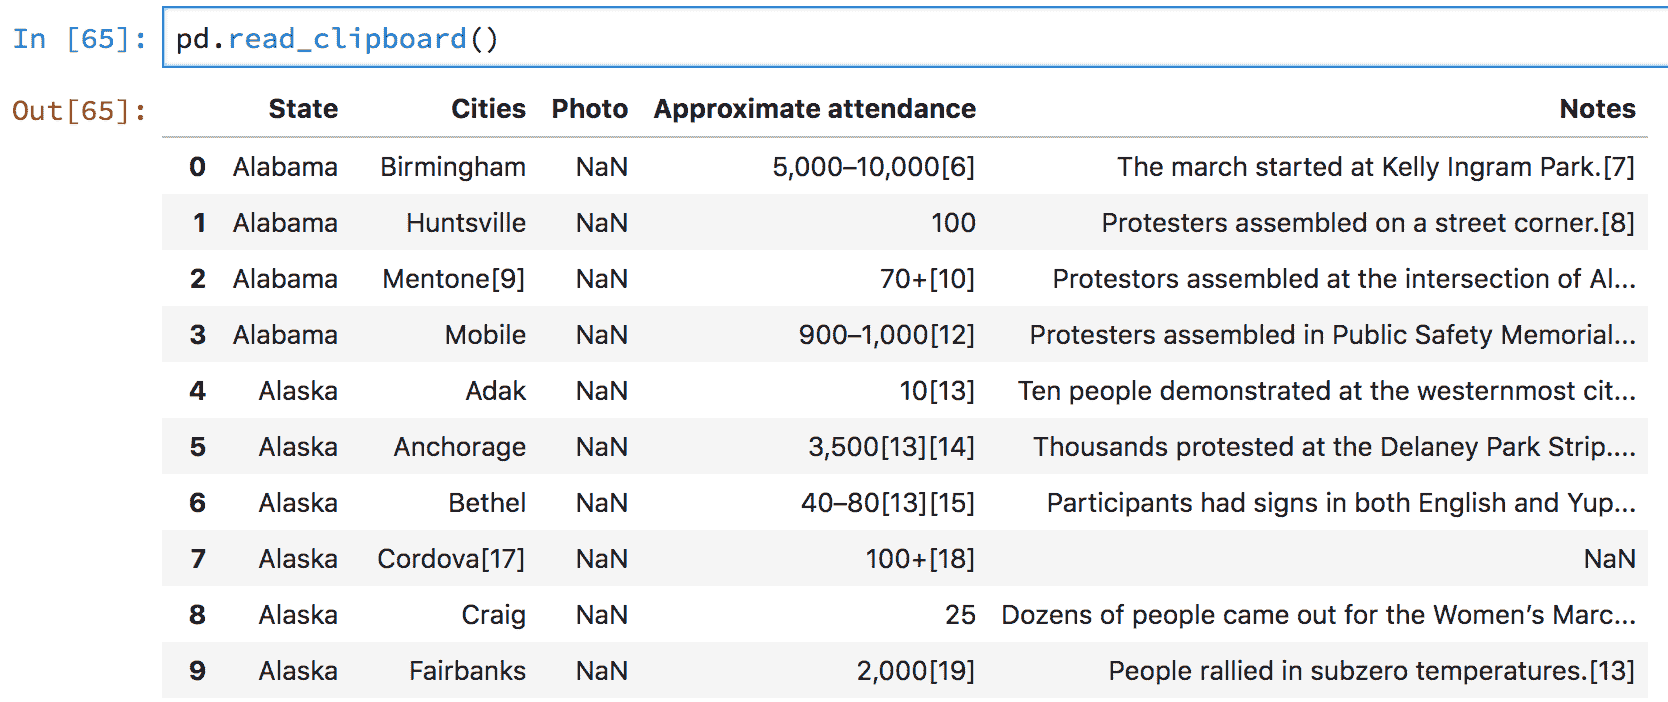 In [65]: pd.read_clipboard()
Out[65]:
State Cities Photo Approximate attendance Notes
0 Alabama Birmingham NaN 5,000–10,000[6] The march started at Kelly Ingram Park.[7]
1 Alabama Huntsville NaN 100 Protesters assembled on a street corner.[8]
2 Alabama Mentone[9] NaN 70+[10] Protestors assembled at the intersection of Al...
3 Alabama Mobile NaN 900–1,000[12] Protesters assembled in Public Safety Memorial...
4 Alaska Adak NaN 10[13] Ten people demonstrated at the westernmost cit...
5 Alaska Anchorage NaN 3,500[13][14] Thousands protested at the Delaney Park Strip....
6 Alaska Bethel NaN 40–80[13][15] Participants had signs in both English and Yup...
7 Alaska Cordova[17] NaN 100+[18] NaN
8 Alaska Craig NaN 25 Dozens of people came out for the Women’s Marc...
9 Alaska Fairbanks NaN 2,000[19] People rallied in subzero temperatures.[13]